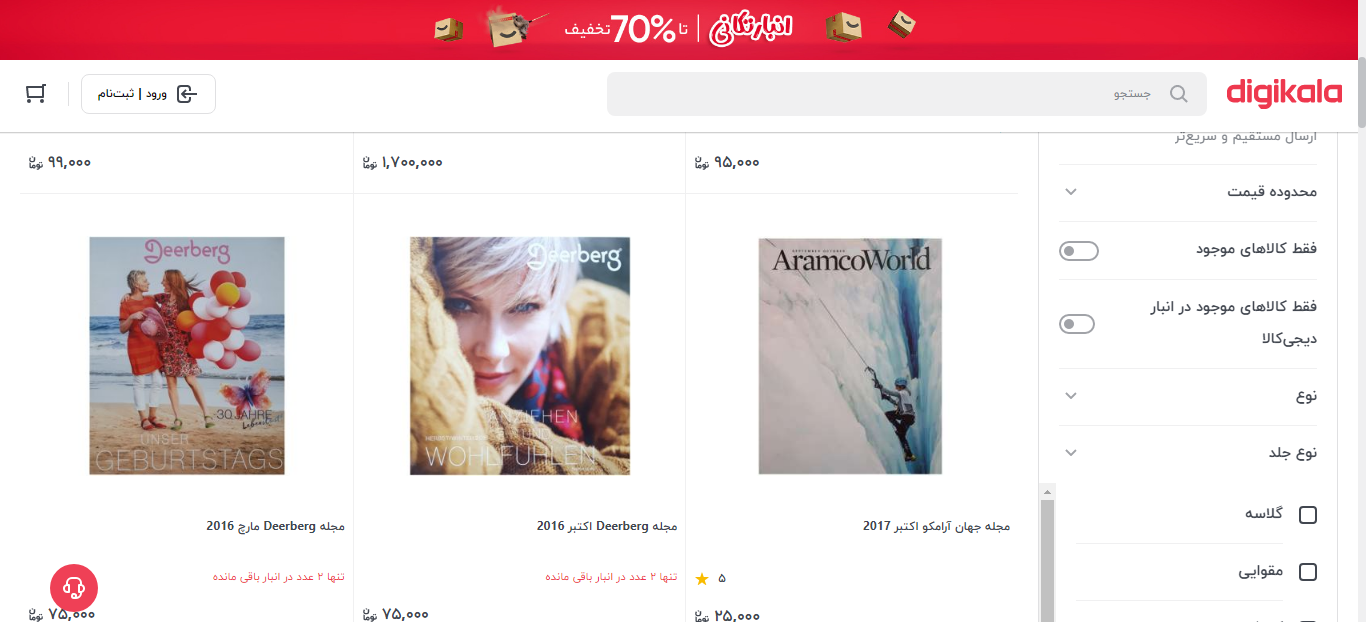 انبارتکانی | تا 70% تخفیف
digikala
جستجو
ورود | ثبت‌نام
ارسال مستقیم و سریع‌تر
محدوده قیمت
فقط کالاهای موجود
فقط کالاهای موجود در انبار
دیجی‌کالا
نوع
نوع جلد
گلاسه
مقوایی
۹۵,۰۰۰ تومان
۱,۷۰۰,۰۰۰ تومان
۹۹,۰۰۰ تومان
SEPTEMBER OCTOBER
AramcoWorld
مجله جهان آرامکو اکتبر 2017
۵
۲۵,۰۰۰ تومان
Deerberg
WOHLFÜHLEN
مجله Deerberg اکتبر 2016
تنها ۲ عدد در انبار باقی مانده
۷۵,۰۰۰ تومان
Deerberg
30 JAHRE
UNSER
GEBURTSTAGS
مجله Deerberg مارچ 2016
تنها ۲ عدد در انبار باقی مانده
۷۵,۰۰۰ تومان